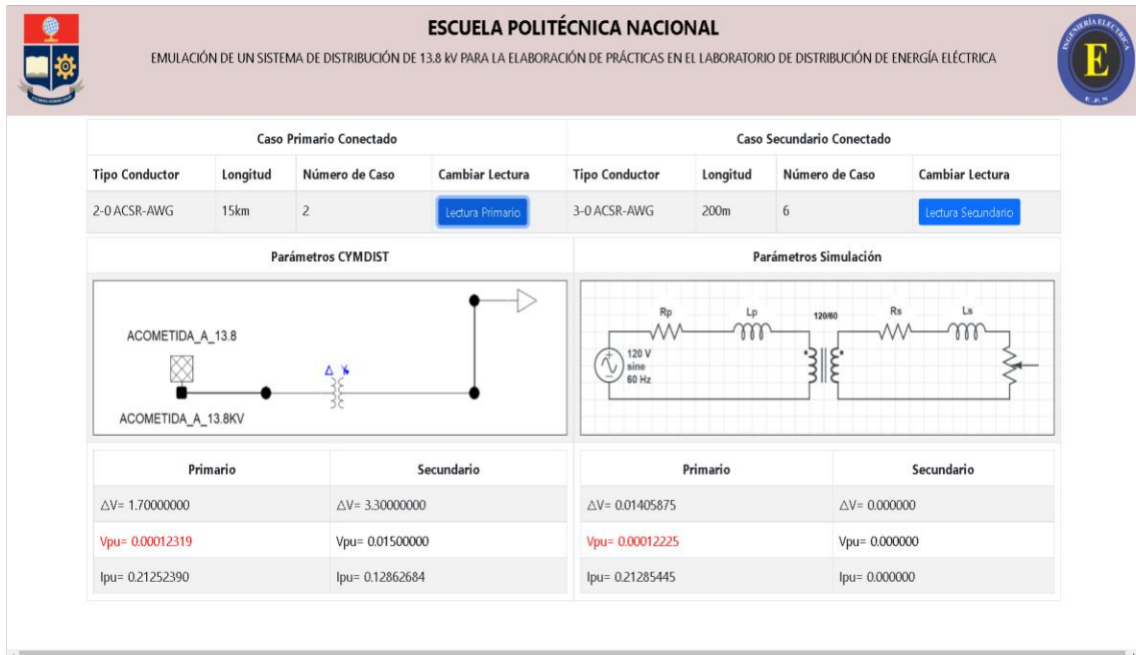 ESCUELA POLITÉCNICA NACIONAL
EMULACIÓN DE UN SISTEMA DE DISTRIBUCIÓN DE 13.8 kV PARA LA ELABORACIÓN DE PRÁCTICAS EN EL LABORATORIO DE DISTRIBUCIÓN DE ENERGÍA ELÉCTRICA
INGENIERÍA ELÉCTRICA
E
E.P.N
Caso Primario Conectado
Caso Secundario Conectado
Tipo Conductor Longitud Número de Caso Cambiar Lectura Tipo Conductor Longitud Número de Caso Cambiar Lectura
2-0 ACSR-AWG 15km 2 Lectura Primario 3-0 ACSR-AWG 200m 6 Lectura Secundario
Parámetros CYMDIST
Parámetros Simulación
ACOMETIDA_A_13.8
ACOMETIDA_A_13.8KV
Δ Y
Rp Lp 120/60 Rs Ls
120 V
sine
60 Hz
Primario Secundario Primario Secundario
△V= 1.70000000 △V= 3.30000000 △V= 0.01405875 △V= 0.000000
Vpu= 0.00012319 Vpu= 0.01500000 Vpu= 0.00012225 Vpu= 0.000000
Ipu= 0.21252390 Ipu= 0.12862684 Ipu= 0.21285445 Ipu= 0.000000